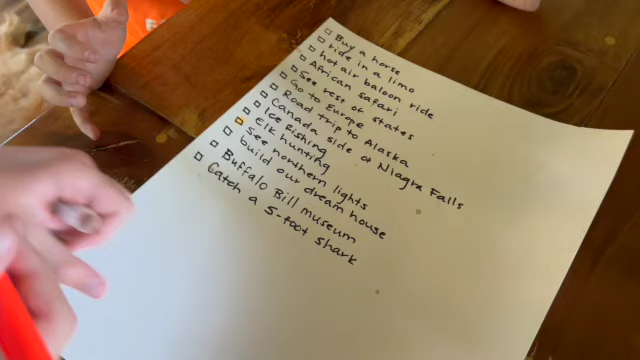 Buy a horse
ride in a limo
hot air baloon ride
African safari
See rest of states
Go to Europe
Road trip to Alaska
Canada side of Niagra Falls
Ice fishing
Elk hunting
See northern lights
build our dream house
Buffalo Bill museum
Catch a 5-foot shark